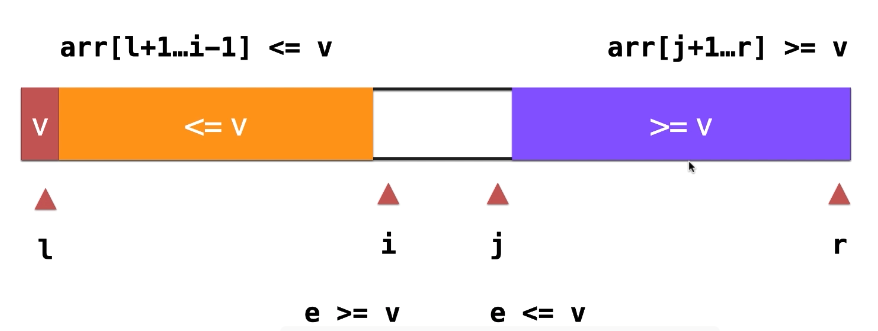 arr[l+1…i-1] <= v
arr[j+1…r] >= v
v
<= v
>= v
l
i
j
r
e >= v
e <= v